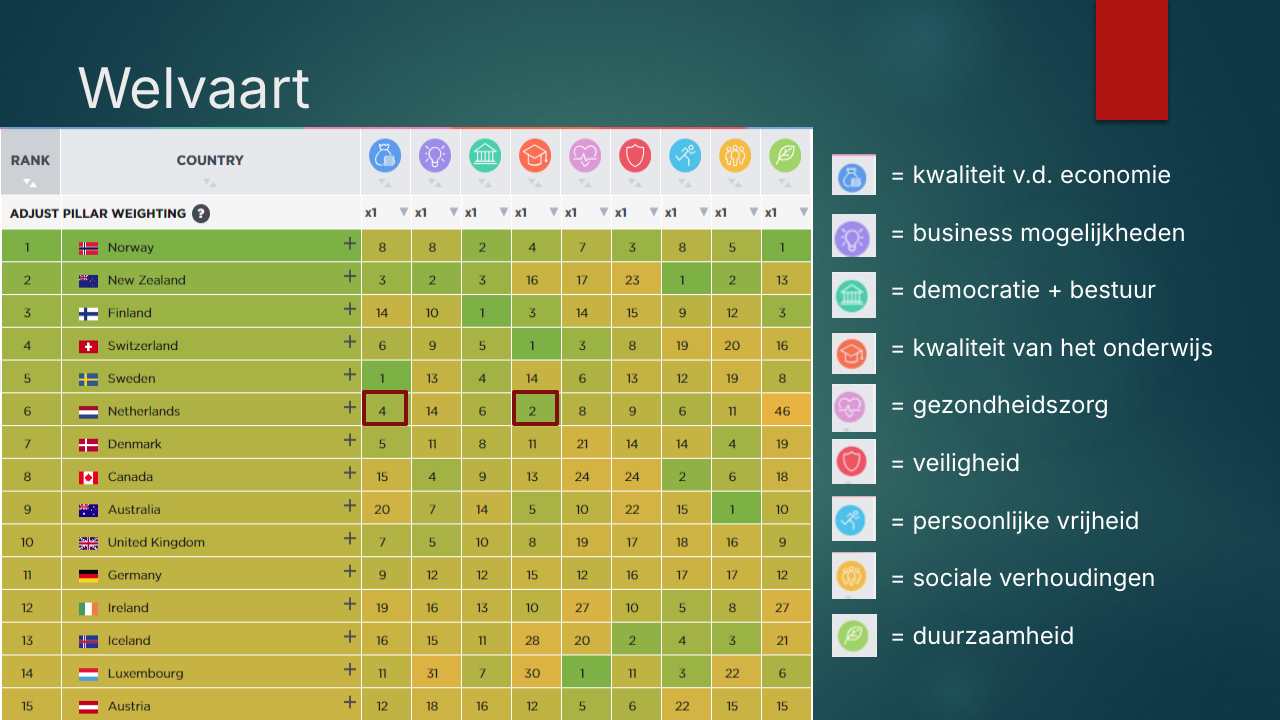 Welvaart
RANK COUNTRY
ADJUST PILLAR WEIGHTING ? x1 x1 x1 x1 x1 x1 x1 x1 x1
1 Norway + 8 8 2 4 7 3 8 5 1
2 New Zealand + 3 2 3 16 17 23 1 2 13
3 Finland + 14 10 1 3 14 15 9 12 3
4 Switzerland + 6 9 5 1 3 8 19 20 16
5 Sweden + 1 13 4 14 6 13 12 19 8
6 Netherlands + 4 14 6 2 8 9 6 11 46
7 Denmark + 5 11 8 11 21 14 14 4 19
8 Canada + 15 4 9 13 24 24 2 6 18
9 Australia + 20 7 14 5 10 22 15 1 10
10 United Kingdom + 7 5 10 8 19 17 18 16 9
11 Germany + 9 12 12 15 12 16 17 17 12
12 Ireland + 19 16 13 10 27 10 5 8 27
13 Iceland + 16 15 11 28 20 2 4 3 21
14 Luxembourg + 11 31 7 30 1 11 3 22 6
15 Austria + 12 18 16 12 5 6 22 15 15
= kwaliteit v.d. economie
= business mogelijkheden
= democratie + bestuur
= kwaliteit van het onderwijs
= gezondheidszorg
= veiligheid
= persoonlijke vrijheid
= sociale verhoudingen
= duurzaamheid